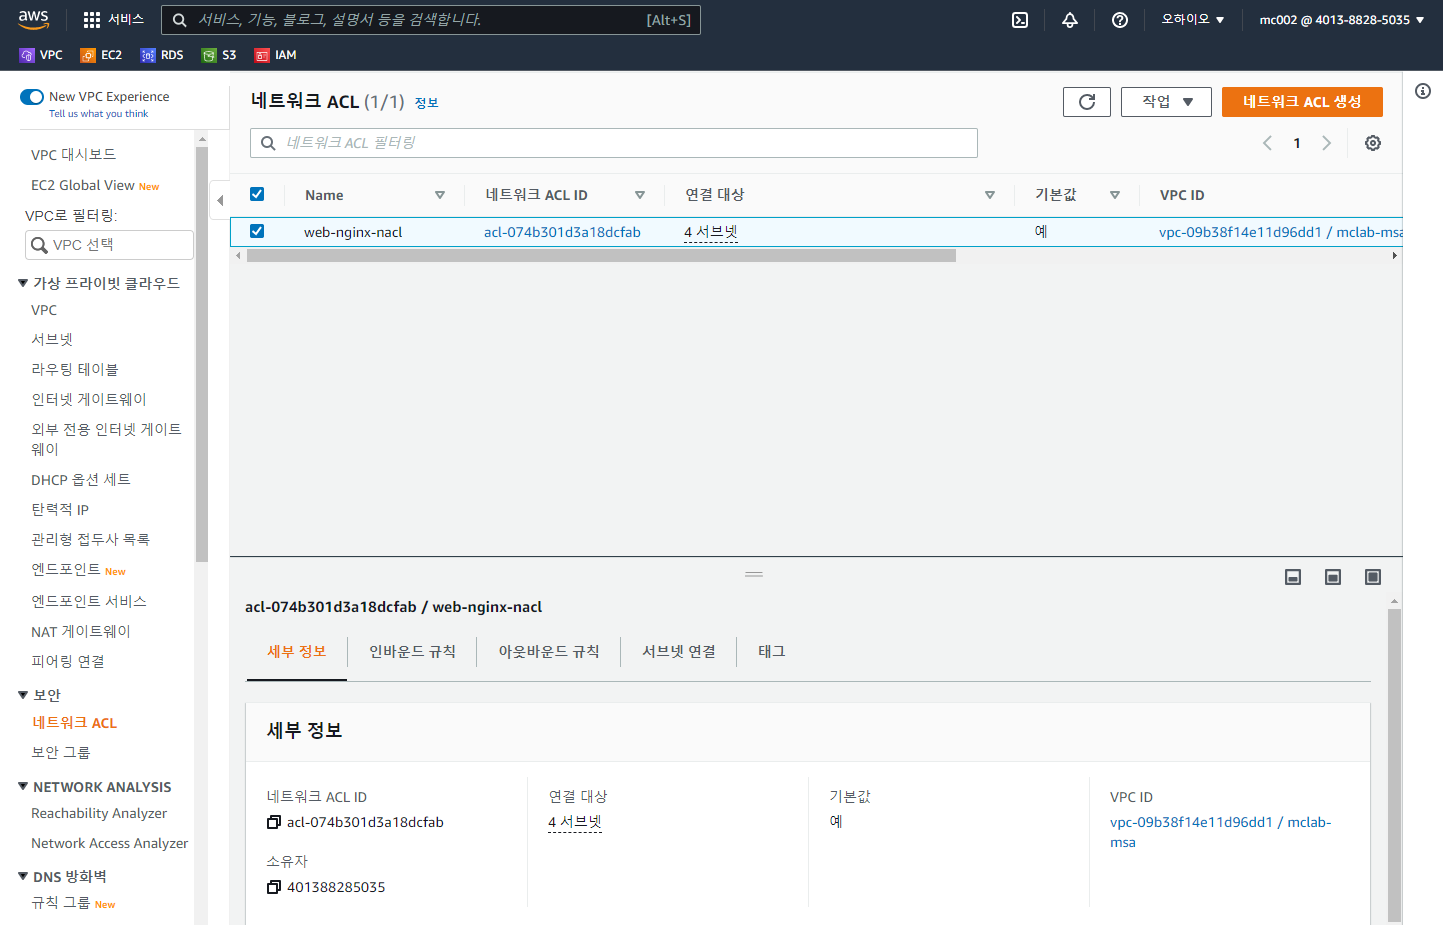 aws
서비스
서비스, 기능, 블로그, 설명서 등을 검색합니다.
[Alt+S]
오하이오
mc002 @ 4013-8828-5035
VPC
EC2
RDS
S3
IAM
New VPC Experience
Tell us what you think
VPC 대시보드
EC2 Global View New
VPC로 필터링:
VPC 선택
가상 프라이빗 클라우드
VPC
서브넷
라우팅 테이블
인터넷 게이트웨이
외부 전용 인터넷 게이트
웨이
DHCP 옵션 세트
탄력적 IP
관리형 접두사 목록
엔드포인트 New
엔드포인트 서비스
NAT 게이트웨이
피어링 연결
보안
네트워크 ACL
보안 그룹
NETWORK ANALYSIS
Reachability Analyzer
Network Access Analyzer
DNS 방화벽
규칙 그룹 New
네트워크 ACL (1/1) 정보
작업
네트워크 ACL 생성
네트워크 ACL 필터링
1
Name
네트워크 ACL ID
연결 대상
기본값
VPC ID
web-nginx-nacl
acl-074b301d3a18dcfab
4 서브넷
예
vpc-09b38f14e11d96dd1 / mclab-msa
acl-074b301d3a18dcfab / web-nginx-nacl
세부 정보
인바운드 규칙
아웃바운드 규칙
서브넷 연결
태그
세부 정보
네트워크 ACL ID
acl-074b301d3a18dcfab
연결 대상
4 서브넷
기본값
예
VPC ID
vpc-09b38f14e11d96dd1 / mclab-
msa
소유자
401388285035